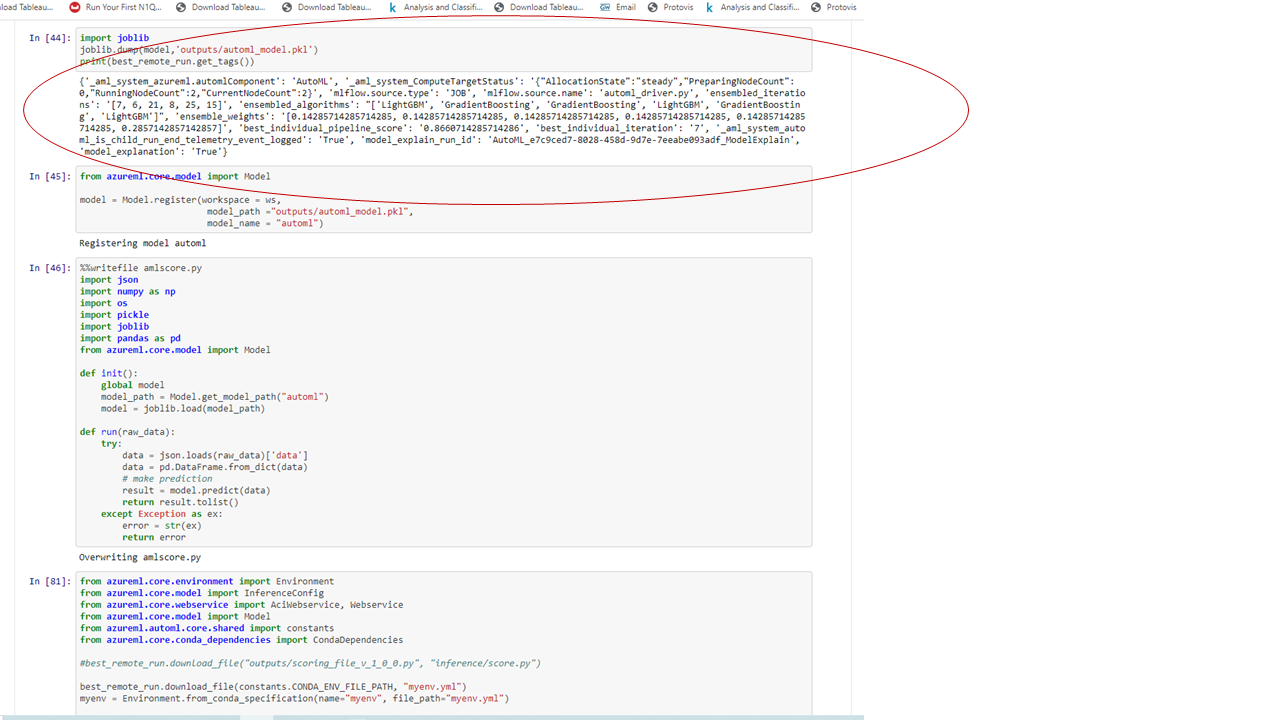 nload Tableau...
Run Your First N1Q...
Download Tableau...
Download Tableau...
Analysis and Classifi...
Download Tableau...
Email
Protovis
Analysis and Classifi...
Protovis
In [44]: import joblib
joblib.dump(model,'outputs/automl_model.pkl')
print(best_remote_run.get_tags())
{'_aml_system_azureml.automlComponent': 'AutoML', '_aml_system_ComputeTargetStatus': '{"AllocationState":"steady","PreparingNodeCount":
0,"RunningNodeCount":2,"CurrentNodeCount":2}', 'mlflow.source.type': 'JOB', 'mlflow.source.name': 'automl_driver.py', 'ensembled_iteratio
ns': '[7, 6, 21, 8, 25, 15]', 'ensembled_algorithms': "['LightGBM', 'GradientBoosting', 'GradientBoosting', 'LightGBM', 'GradientBoostin
g', 'LightGBM']", 'ensemble_weights': '[0.14285714285714285, 0.14285714285714285, 0.14285714285714285, 0.14285714285714285, 0.14285714285
714285, 0.2857142857142857]', 'best_individual_pipeline_score': '0.8660714285714286', 'best_individual_iteration': '7', '_aml_system_auto
ml_is_child_run_end_telemetry_event_logged': 'True', 'model_explain_run_id': 'AutoML_e7c9ced7-8028-458d-9d7e-7eeabe093adf_ModelExplain',
'model_explanation': 'True'}
In [45]: from azureml.core.model import Model
model = Model.register(workspace = ws,
model_path ="outputs/automl_model.pkl",
model_name = "automl")
Registering model automl
In [46]: %%writefile amlscore.py
import json
import numpy as np
import os
import pickle
import joblib
import pandas as pd
from azureml.core.model import Model
def init():
global model
model_path = Model.get_model_path("automl")
model = joblib.load(model_path)
def run(raw_data):
try:
data = json.loads(raw_data)['data']
data = pd.DataFrame.from_dict(data)
# make prediction
result = model.predict(data)
return result.tolist()
except Exception as ex:
error = str(ex)
return error
Overwriting amlscore.py
In [81]: from azureml.core.environment import Environment
from azureml.core.model import InferenceConfig
from azureml.core.webservice import AciWebservice, Webservice
from azureml.core.model import Model
from azureml.automl.core.shared import constants
from azureml.core.conda_dependencies import CondaDependencies
#best_remote_run.download_file("outputs/scoring_file_v_1_0_0.py", "inference/score.py")
best_remote_run.download_file(constants.CONDA_ENV_FILE_PATH, "myenv.yml")
myenv = Environment.from_conda_specification(name="myenv", file_path="myenv.yml")